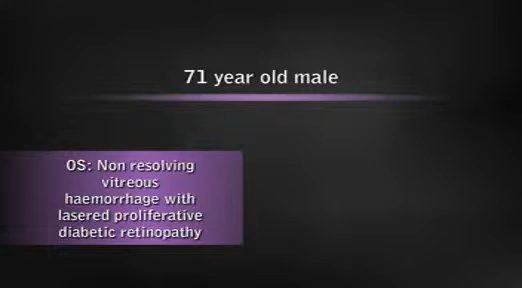 71 year old male
OS: Non resolving
vitreous
haemorrhage with
lasered proliferative
diabetic retinopathy